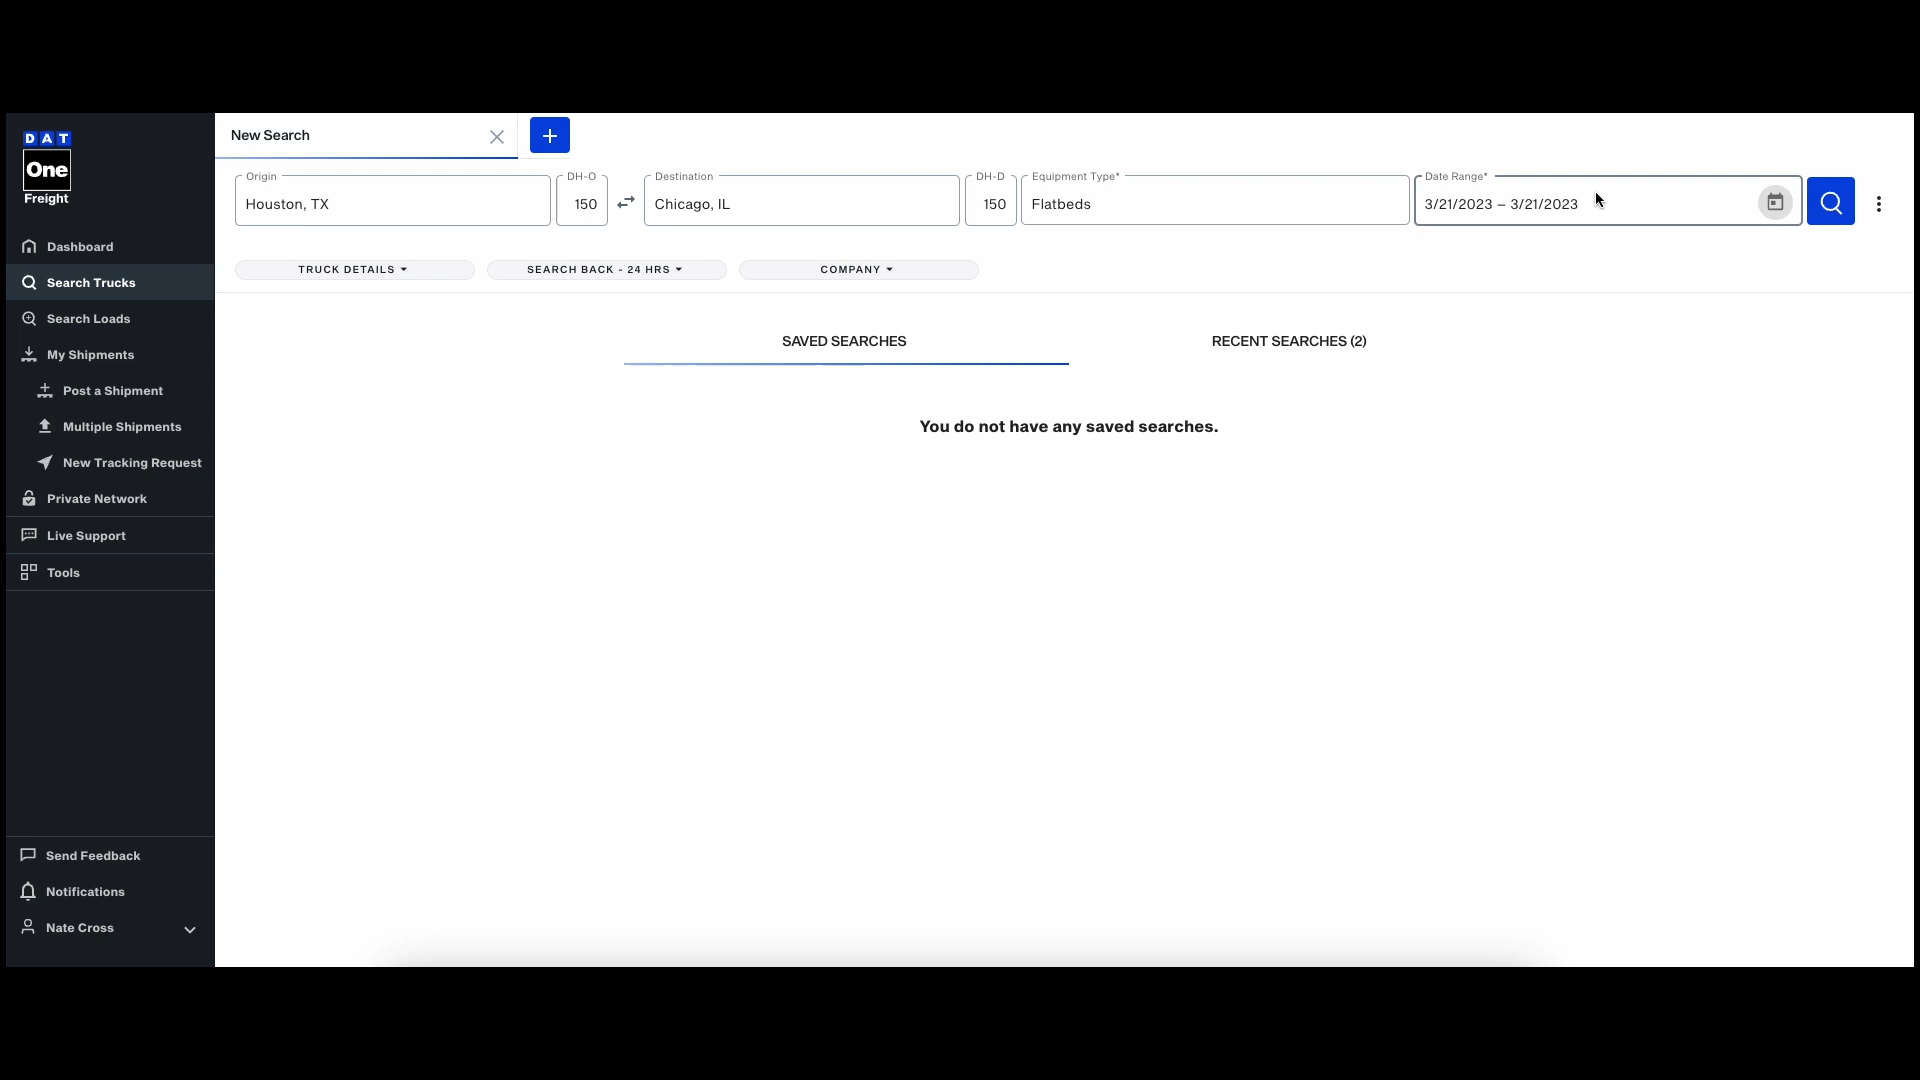 DAT
One
Freight
Dashboard
Search Trucks
Search Loads
My Shipments
Post a Shipment
Multiple Shipments
New Tracking Request
Private Network
Live Support
Tools
Send Feedback
Notifications
Nate Cross
New Search
Origin
Houston, TX
DH-O
150
Destination
Chicago, IL
DH-D
150
Equipment Type*
Flatbeds
Date Range*
3/21/2023 – 3/21/2023
TRUCK DETAILS
SEARCH BACK - 24 HRS
COMPANY
SAVED SEARCHES
RECENT SEARCHES (2)
You do not have any saved searches.